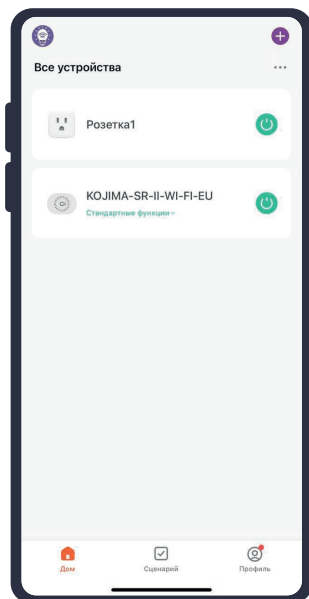 Все устройства
Розетка1
KOJIMA-SR-II-WI-FI-EU
Стандартные функции
Дом
Сценарий
Профиль